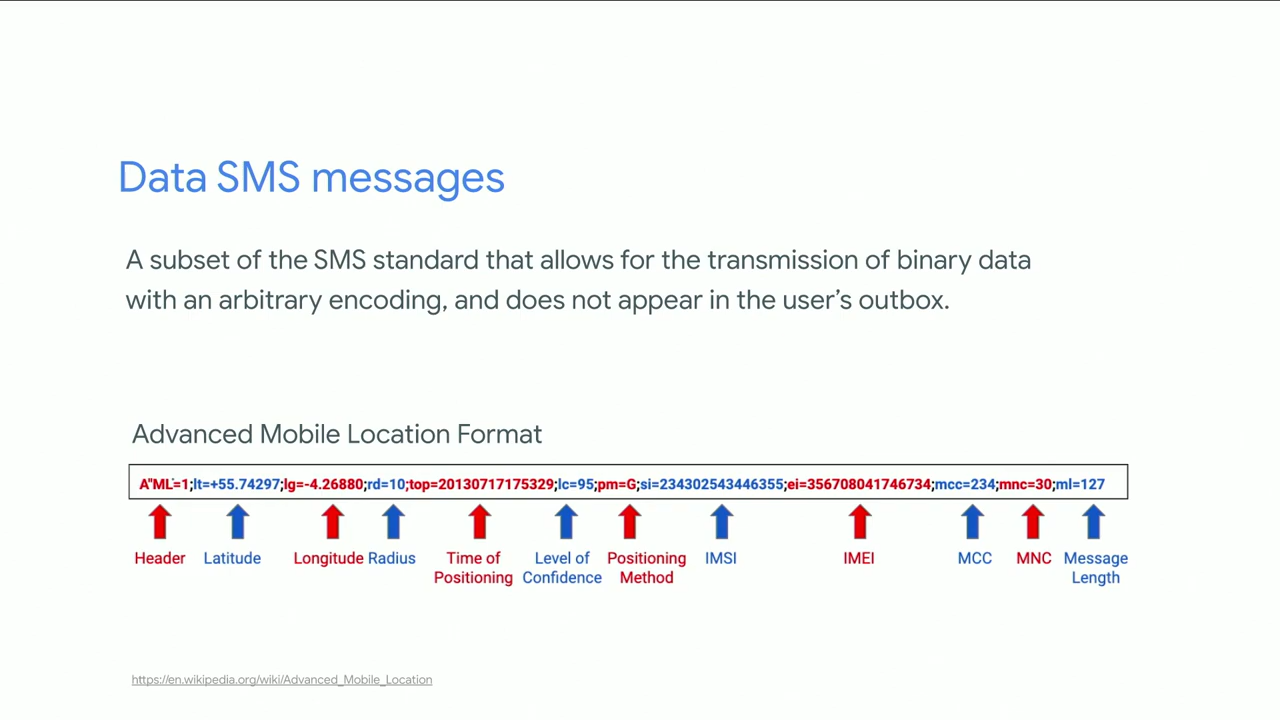 Data SMS messages
A subset of the SMS standard that allows for the transmission of binary data
with an arbitrary encoding, and does not appear in the user’s outbox.
Advanced Mobile Location Format
A"ML=1;lt=+55.74297;lg=-4.26880;rd=10;top=20130717175329;lc=95;pm=G;si=234302543446355;ei=356708041746734;mcc=234;mnc=30;ml=127
Header Latitude Longitude Radius Time of Level of Positioning IMSI IMEI MCC MNC Message
Positioning Confidence Method Length
https://en.wikipedia.org/wiki/Advanced_Mobile_Location